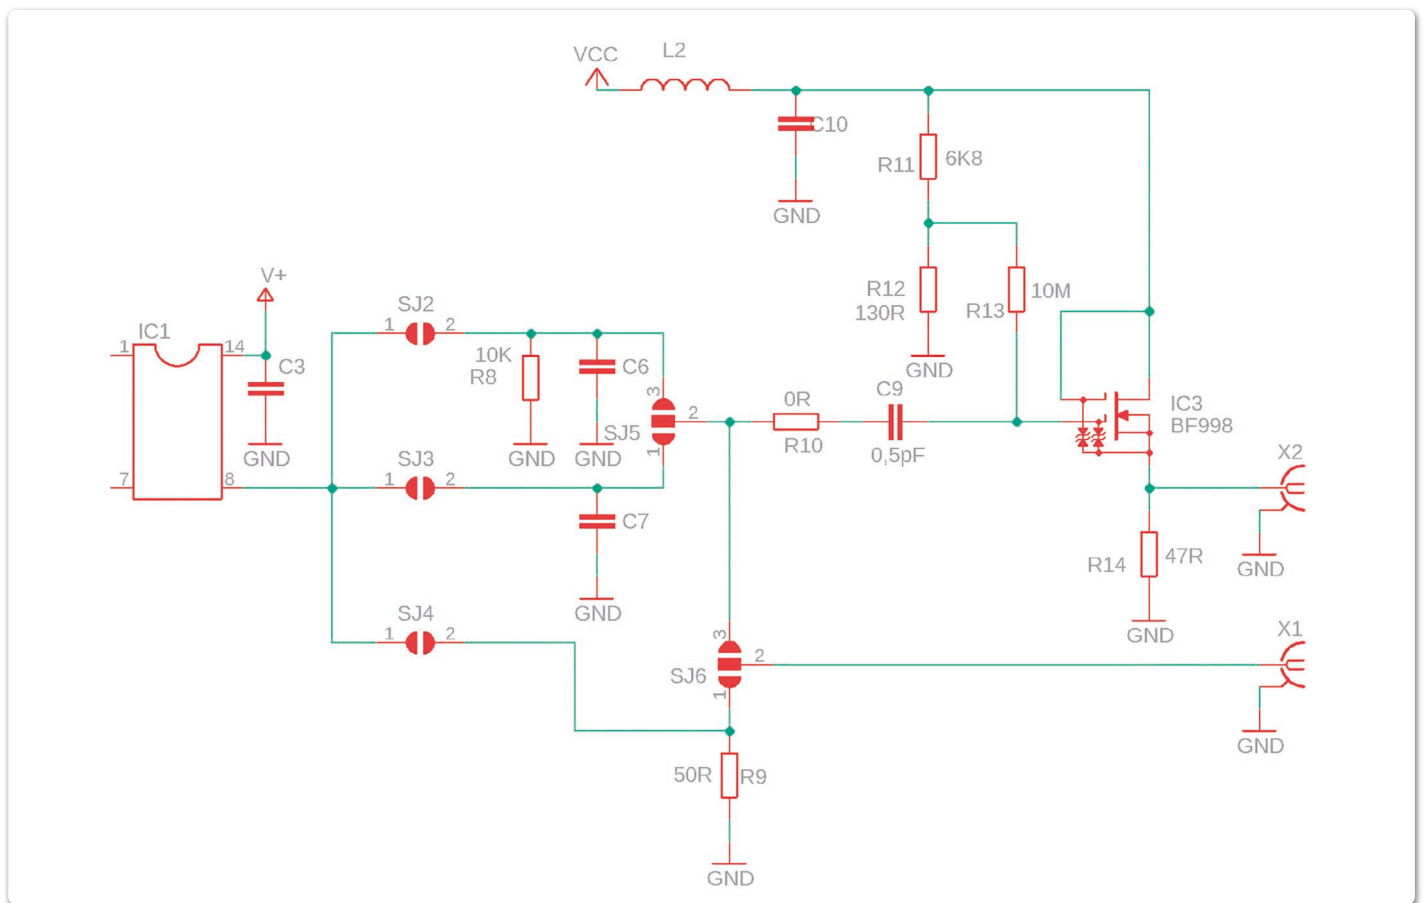 VCC
L2
C10
GND
R11
6K8
R12
130R
GND
R13
10M
V+
IC1
1
14
C3
GND
7
8
SJ2
1
2
10K
R8
GND
C6
GND
3
SJ5
2
1
0R
R10
C9
0,5pF
IC3
BF998
X2
GND
SJ3
1
2
C7
GND
R14
47R
GND
SJ4
1
2
3
SJ6
2
1
X1
GND
50R
R9
GND